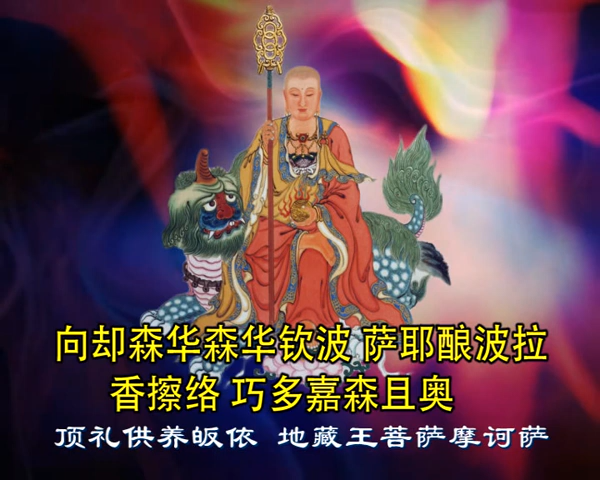 向却森华森华钦波 萨耶酿波拉
香擦络 巧多嘉森且奥
顶礼供养皈依 地藏王菩萨摩诃萨